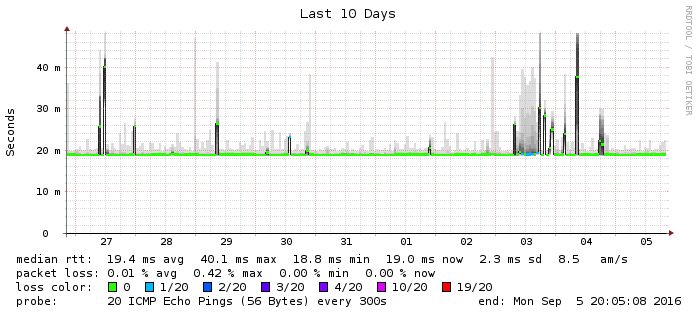 Last 10 Days
RRDTOOL / TOBI OETIKER
Seconds
40 m
30 m
20 m
10 m
0
27 28 29 30 31 01 02 03 04 05
median rtt: 19.4 ms avg 40.1 ms max 18.8 ms min 19.0 ms now 2.3 ms sd 8.5 am/s
packet loss: 0.01 % avg 0.42 % max 0.00 % min 0.00 % now
loss color: 0 1/20 2/20 3/20 4/20 10/20 19/20
probe: 20 ICMP Echo Pings (56 Bytes) every 300s end: Mon Sep 5 20:05:08 2016